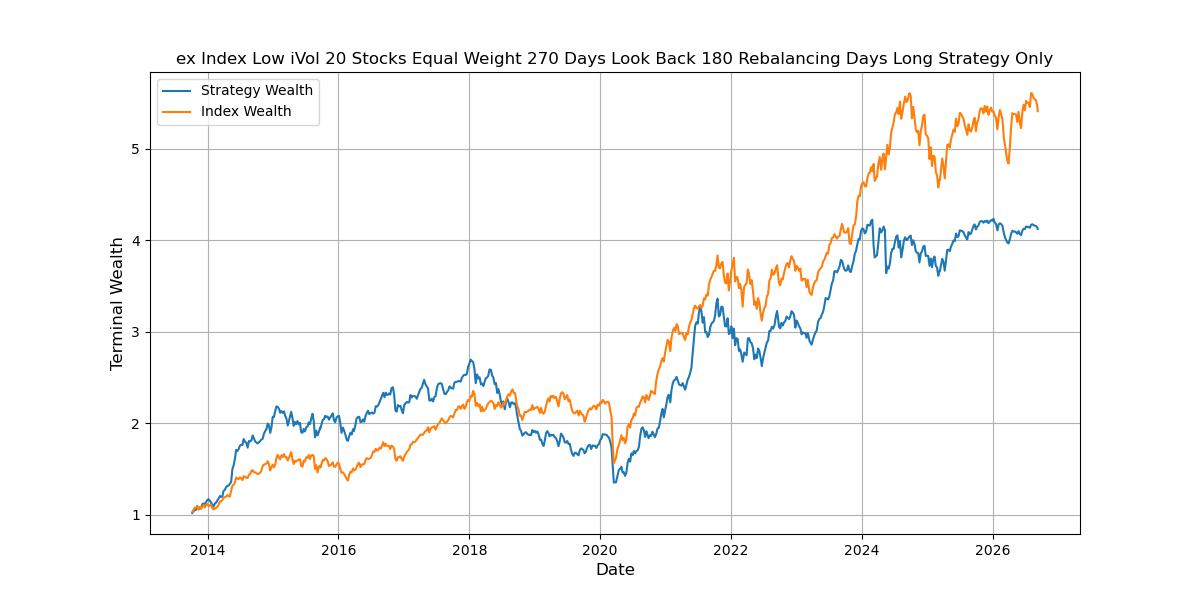 ex Index Low iVol 20 Stocks Equal Weight 270 Days Look Back 180 Rebalancing Days Long Strategy Only
Strategy Wealth
Index Wealth
Terminal Wealth
5
4
3
2
1
2014 2016 2018 2020 2022 2024 2026
Date